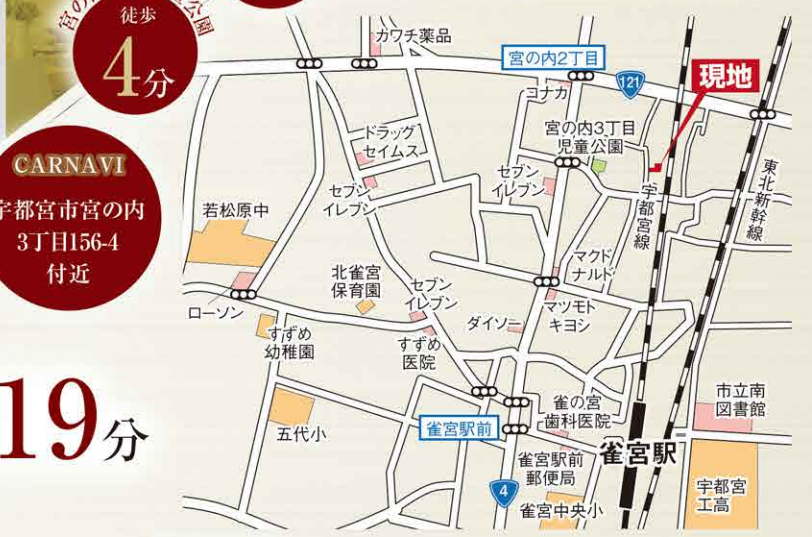 徒歩
4分
CARNAVI
宇都宮市宮の内
3丁目156-4
付近
19分
カワチ薬品
宮の内2丁目
121
現地
ヨナカ
ドラッグ
セイムス
宮の内3丁目
児童公園
セブン
イレブン
セブン
イレブン
若松原中
宇都宮線
東北新幹線
マクド
ナルド
北雀宮
保育園
セブン
イレブン
ローソン
ダイソー
マツモト
キヨシ
すずめ
幼稚園
すずめ
医院
五代小
雀宮駅前
雀の宮
歯科医院
市立南
図書館
雀宮駅
雀宮駅前
郵便局
4
雀宮中央小
宇都宮
工高